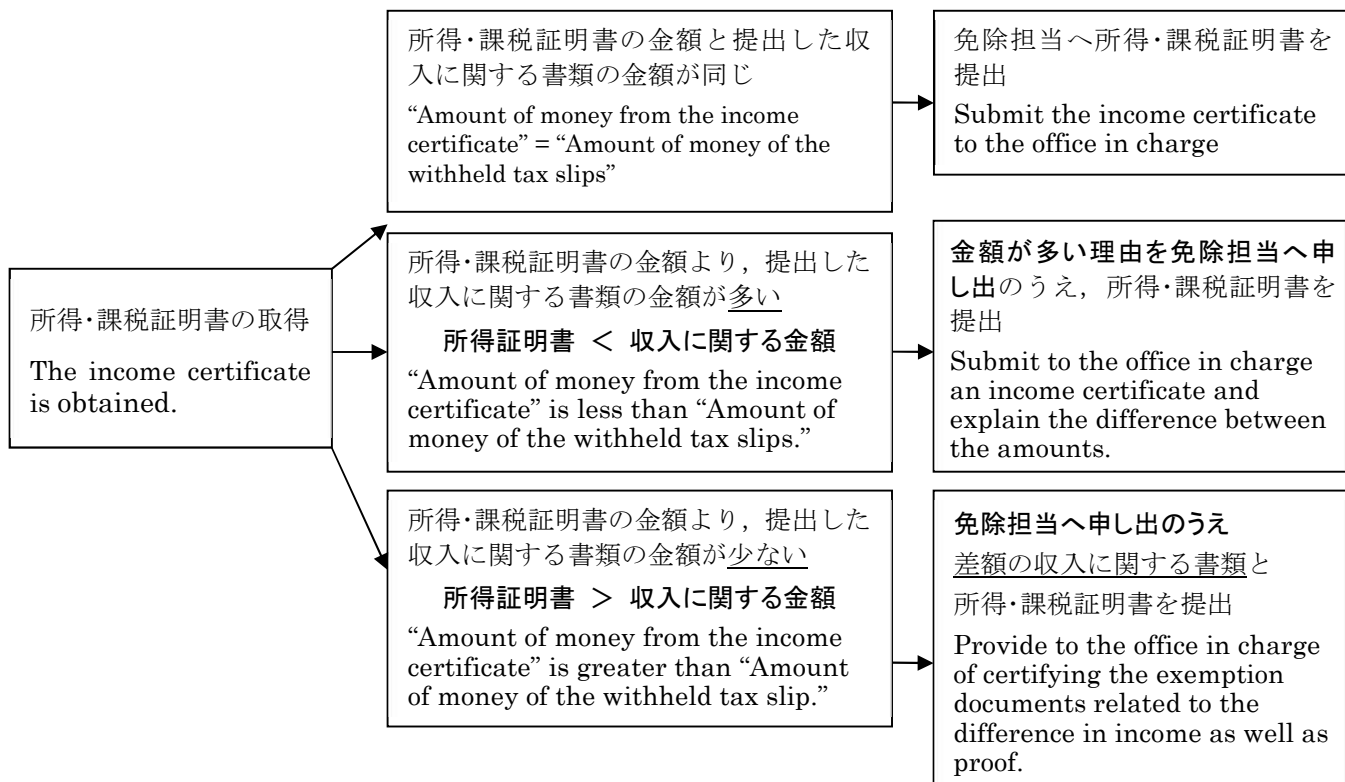 所得・課税証明書の取得
The income certificate
is obtained.
所得・課税証明書の金額と提出した収
入に関する書類の金額が同じ
“Amount of money from the income
certificate” = “Amount of money of the
withheld tax slips”
免除担当へ所得・課税証明書を
提出
Submit the income certificate
to the office in charge
所得・課税証明書の金額より，提出した
収入に関する書類の金額が多い
所得証明書 ＜ 収入に関する金額
“Amount of money from the income
certificate” is less than “Amount of
money of the withheld tax slips.”
金額が多い理由を免除担当へ申
し出のうえ，所得・課税証明書を
提出
Submit to the office in charge
an income certificate and
explain the difference between
the amounts.
所得・課税証明書の金額より，提出した
収入に関する書類の金額が少ない
所得証明書 ＞ 収入に関する金額
“Amount of money from the income
certificate” is greater than “Amount
of money of the withheld tax slip.”
免除担当へ申し出のうえ
差額の収入に関する書類と
所得・課税証明書を提出
Provide to the office in charge
of certifying the exemption
documents related to the
difference in income as well as
proof.